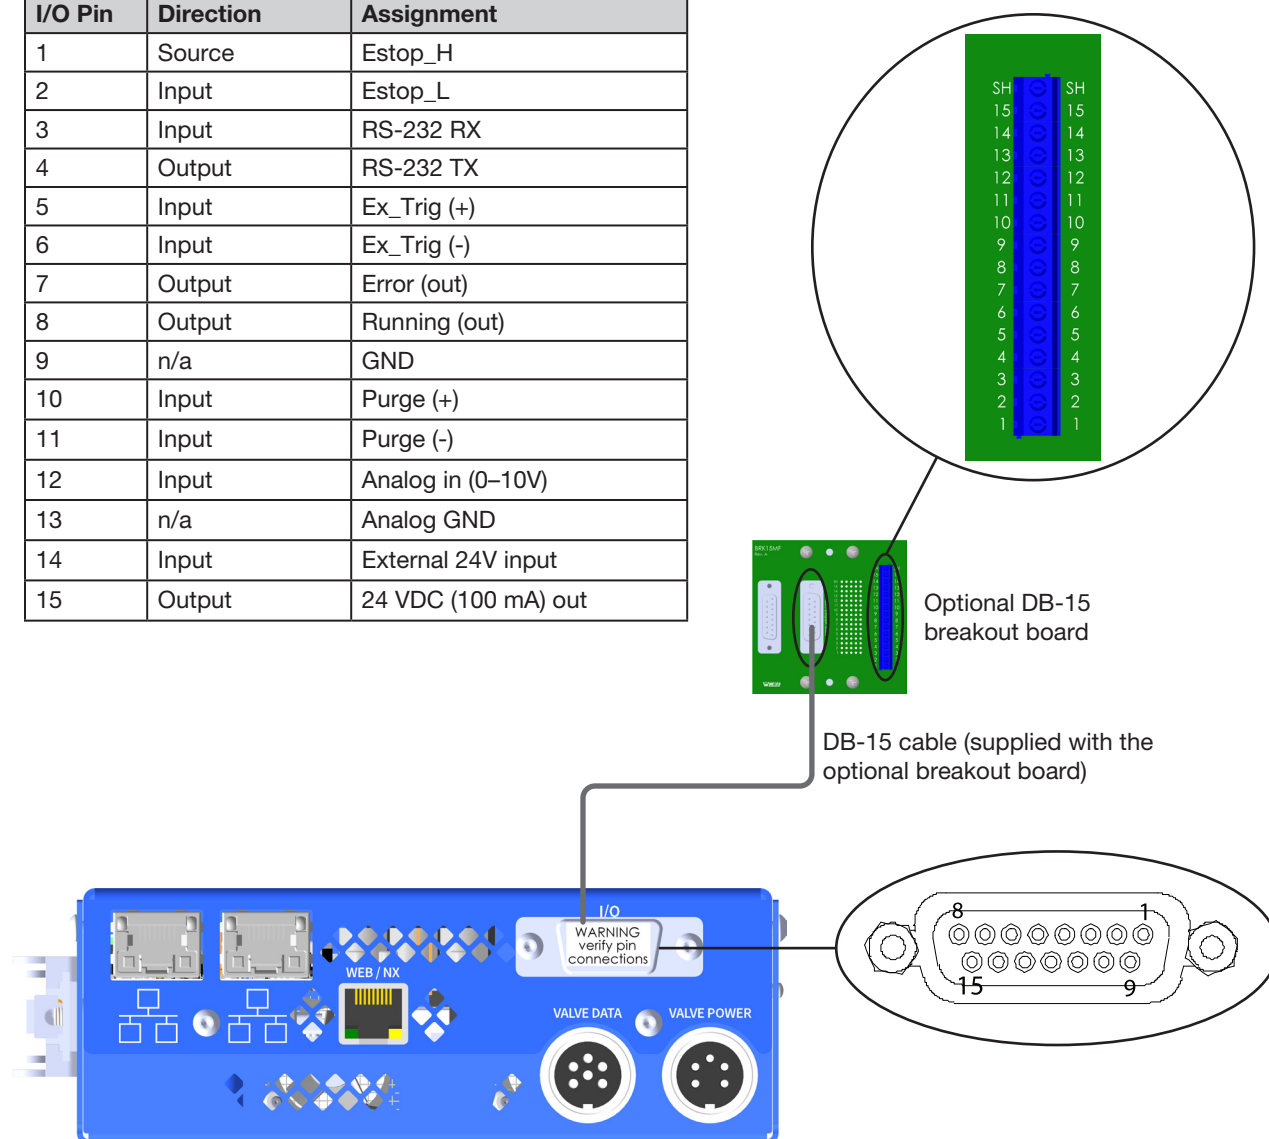 I/O Pin Direction Assignment
1 Source Estop_H
2 Input Estop_L
3 Input RS-232 RX
4 Output RS-232 TX
5 Input Ex_Trig (+)
6 Input Ex_Trig (-)
7 Output Error (out)
8 Output Running (out)
9 n/a GND
10 Input Purge (+)
11 Input Purge (-)
12 Input Analog in (0–10V)
13 n/a Analog GND
14 Input External 24V input
15 Output 24 VDC (100 mA) out
SH SH
15 15
14 14
13 13
12 12
11 11
10 10
9 9
8 8
7 7
6 6
5 5
4 4
3 3
2 2
1 1
BRK15MF
Rev. A
Optional DB-15
breakout board
DB-15 cable (supplied with the
optional breakout board)
I/O
WARNING
verify pin
connections
WEB / NX
VALVE DATA
VALVE POWER
8 1
15 9